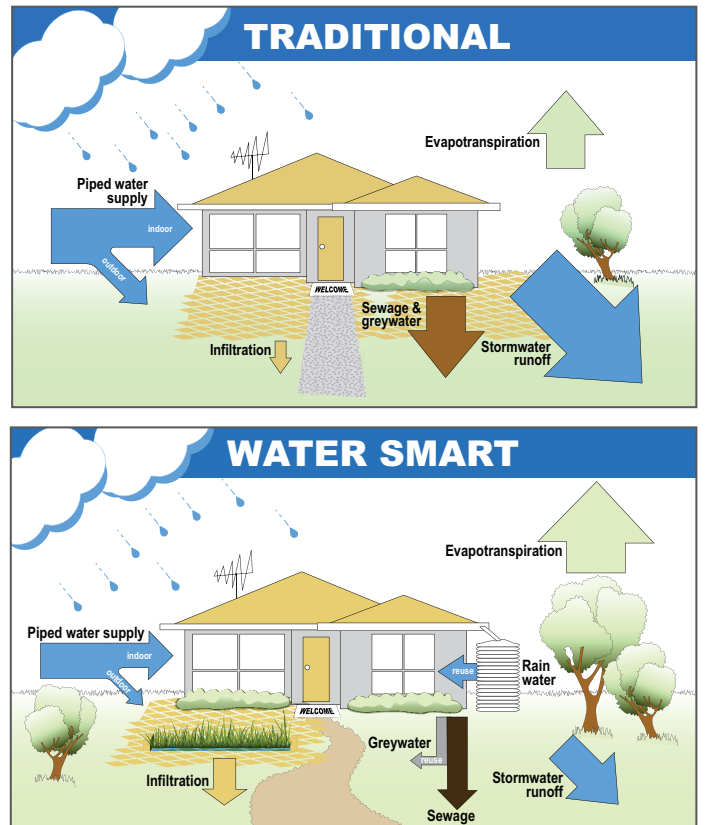 TRADITIONAL
Evapotranspiration
Piped water
supply
indoor
outdoor
WELCOME
Sewage &
greywater
Infiltration
Stormwater
runoff
WATER SMART
Evapotranspiration
Piped water supply
indoor
outdoor
reuse
Rain
water
WELCOME
Greywater
reuse
Infiltration
Stormwater
runoff
Sewage